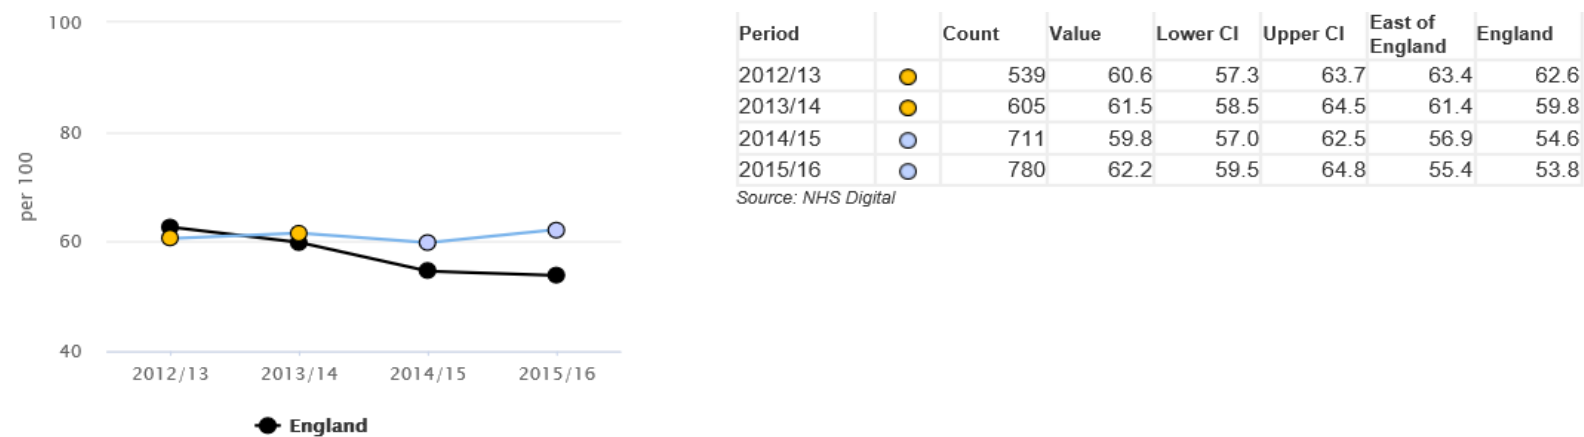 100
80
60
40
per 100
2012/13 2013/14 2014/15 2015/16
England
Period Count Value Lower CI Upper CI East of England England
2012/13 539 60.6 57.3 63.7 63.4 62.6
2013/14 605 61.5 58.5 64.5 61.4 59.8
2014/15 711 59.8 57.0 62.5 56.9 54.6
2015/16 780 62.2 59.5 64.8 55.4 53.8
Source: NHS Digital